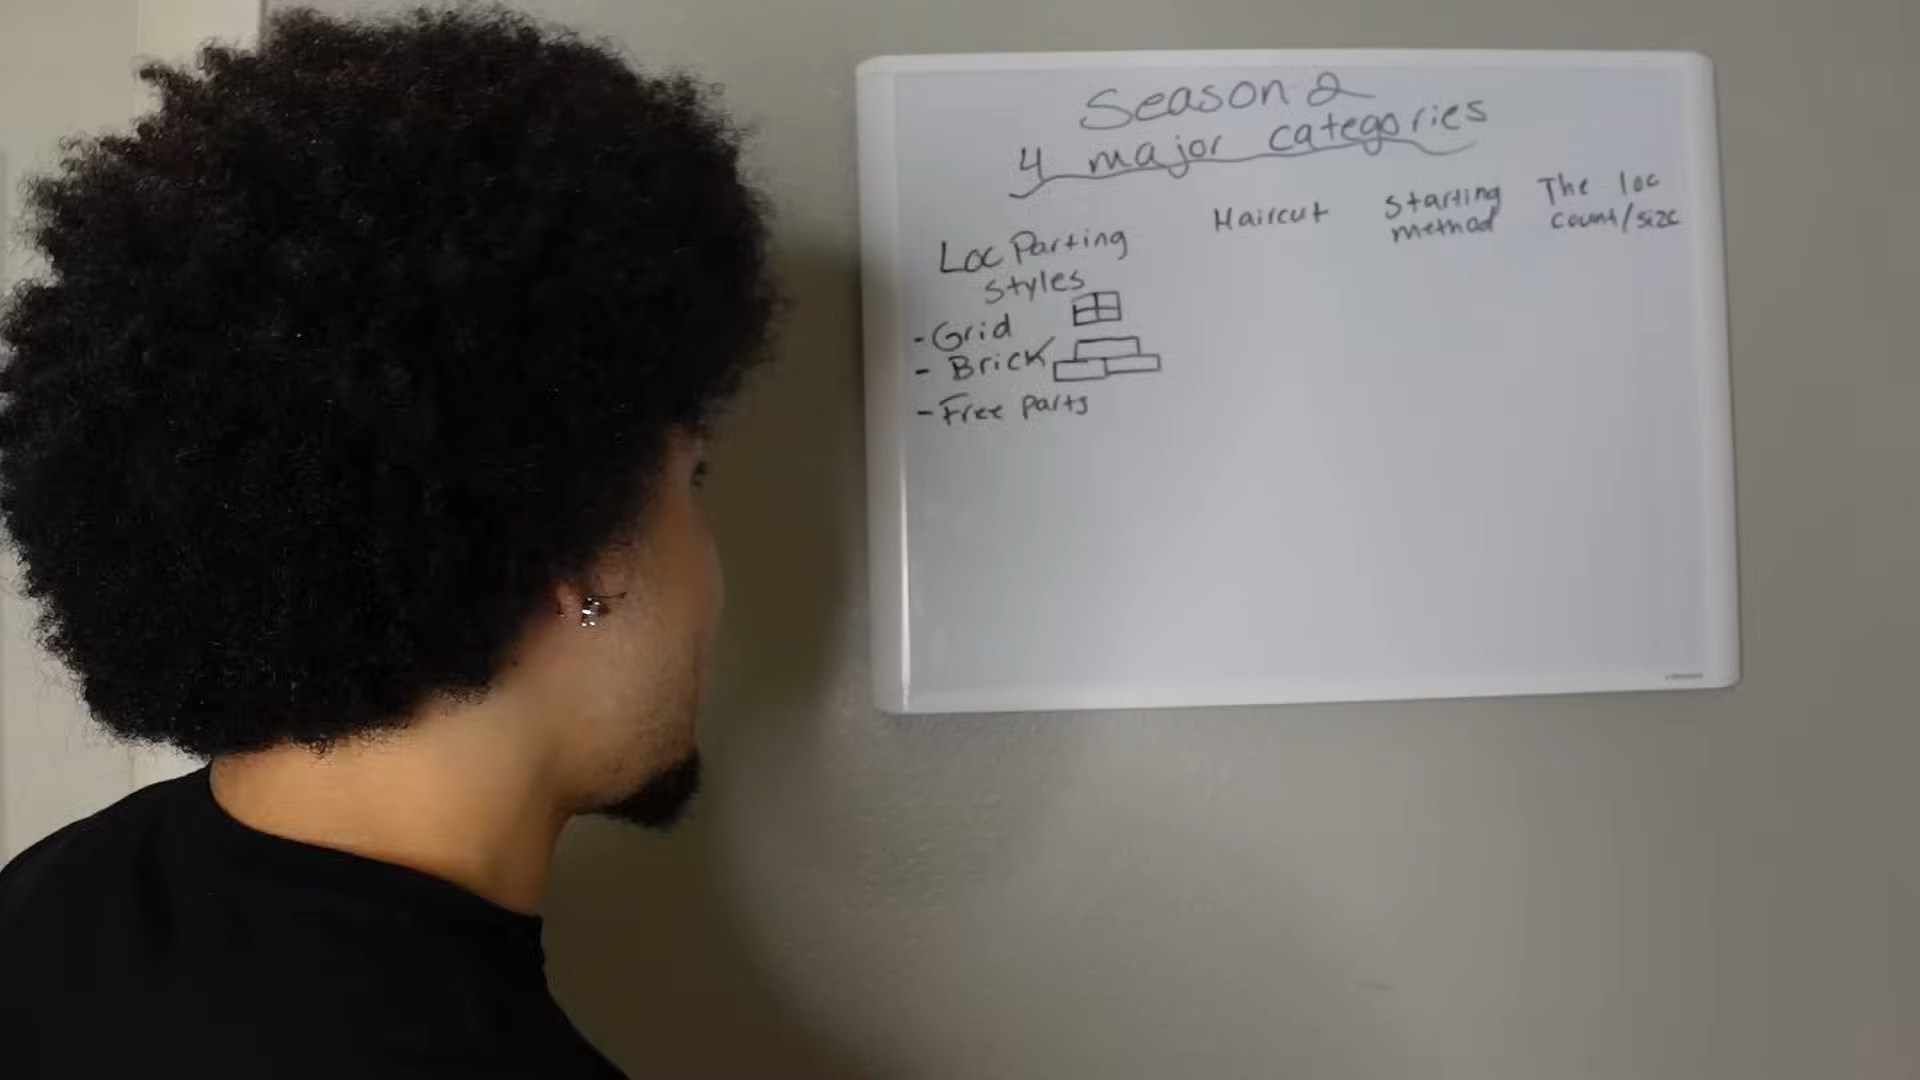 Season 2
4 major categories
Loc Parting
Styles
- Grid
- Brick
- Free parts
Haircut
Starting
method
The loc
count/size